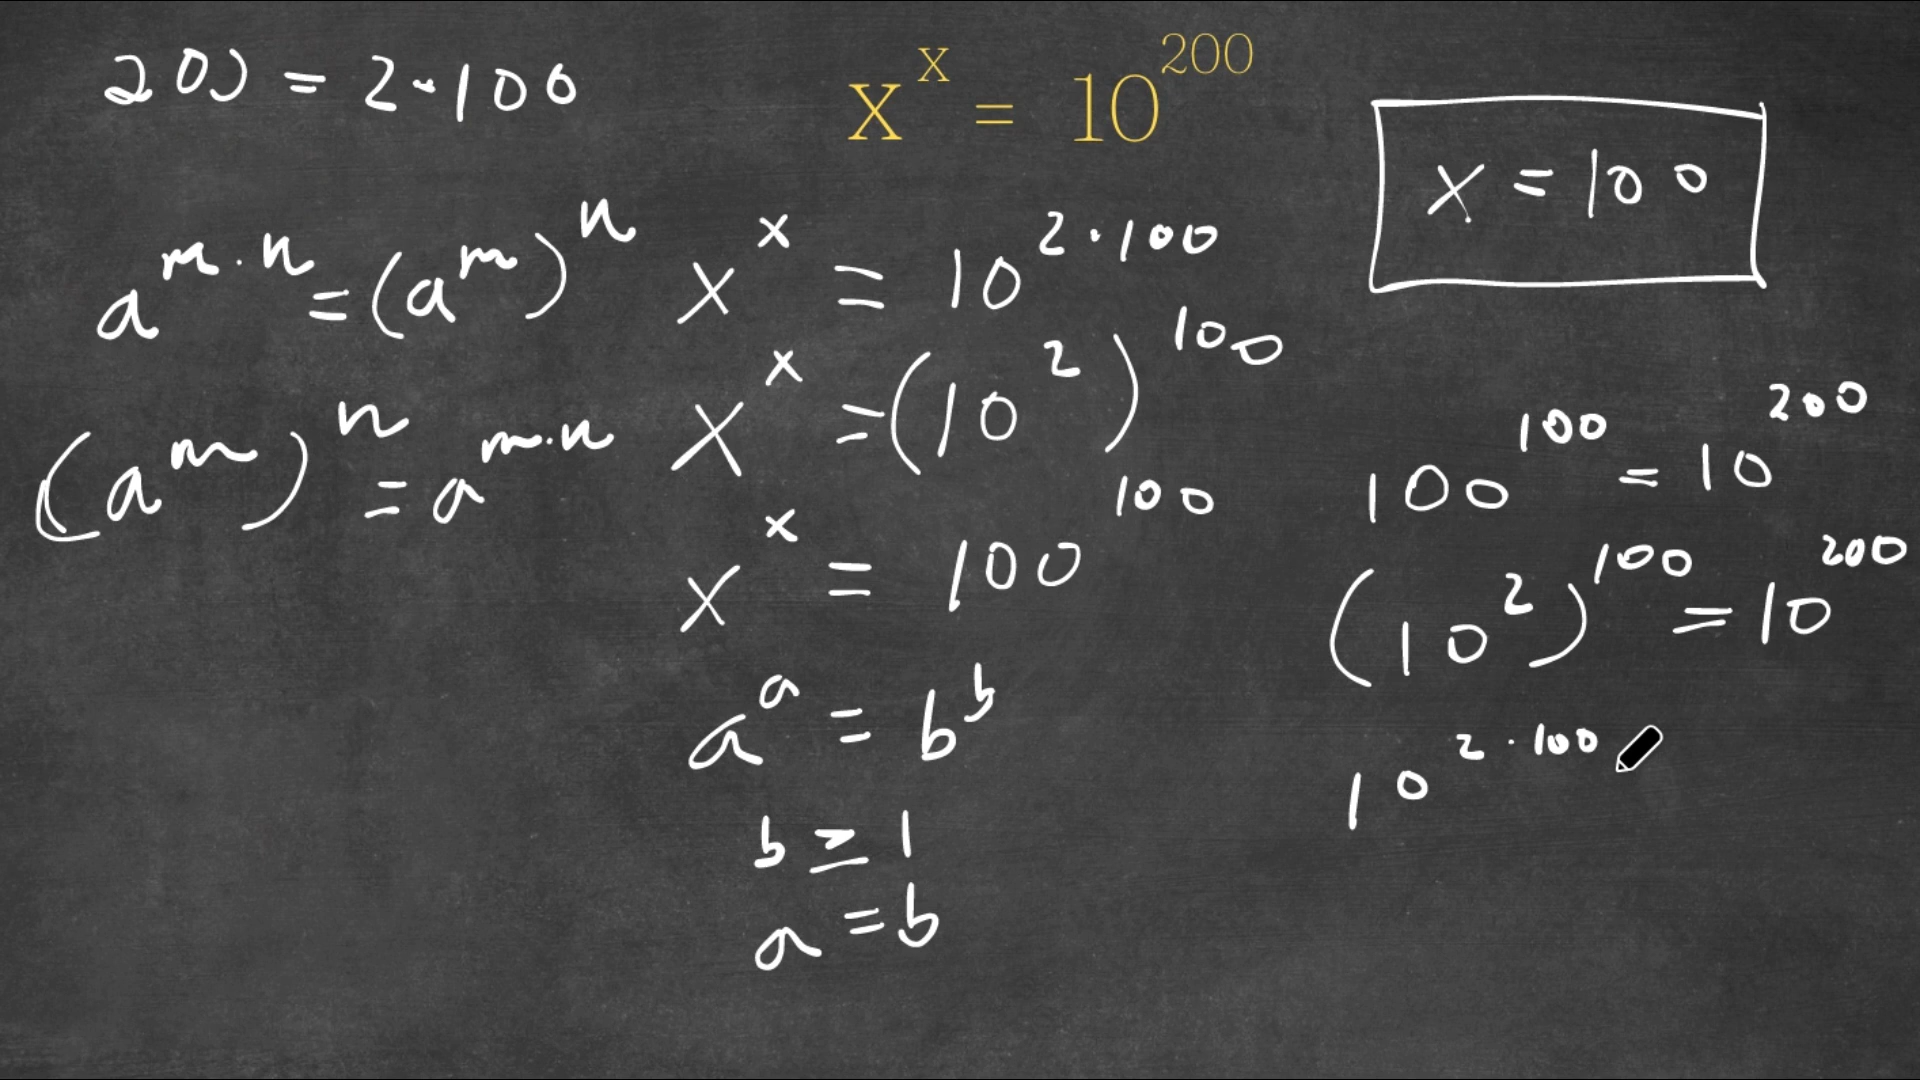 200 = 2·100
x^x = 10^200
x = 100
a^(m·n) = (a^m)^n
(a^m)^n = a^(m·n)
x^x = 10^(2·100)
x^x = (10^2)^100
x^x = 100^100
a^a = b^b
b ≥ 1
a = b
100^100 = 10^200
(10^2)^100 = 10^200
10^(2·100)